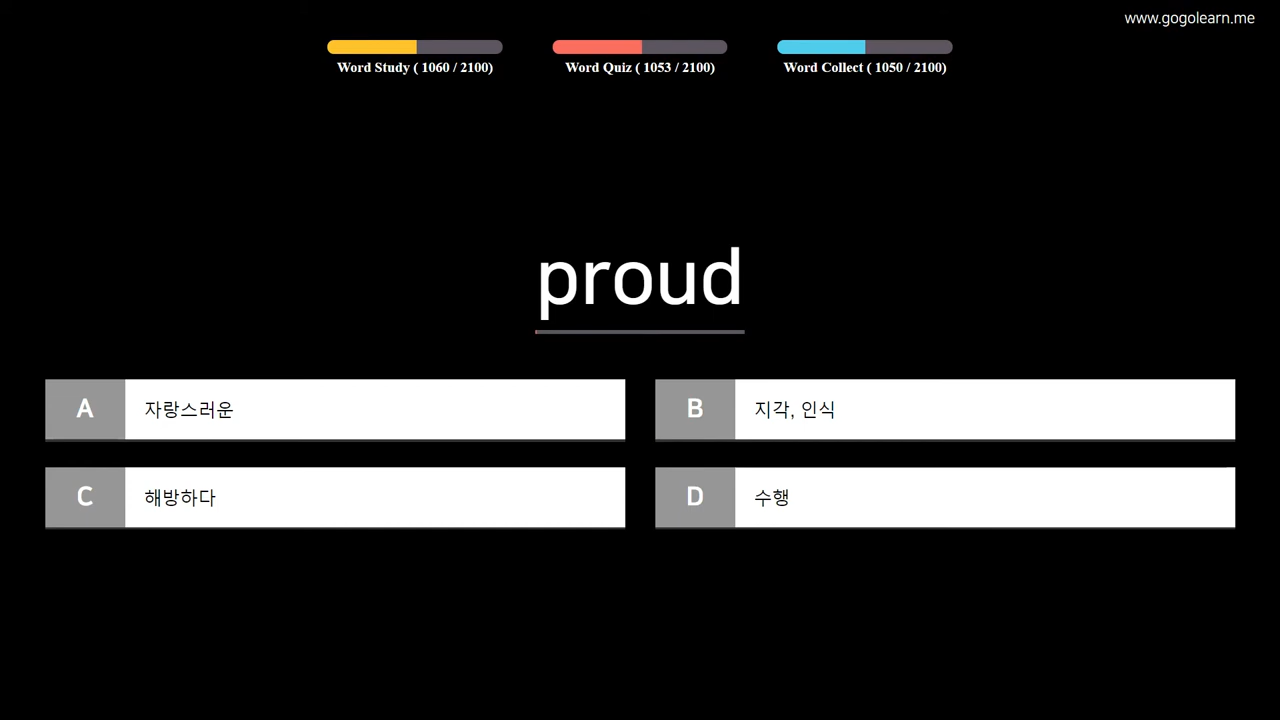 www.gogolearn.me
Word Study ( 1060 / 2100)
Word Quiz ( 1053 / 2100)
Word Collect ( 1050 / 2100)
proud
A 자랑스러운
B 지각, 인식
C 해방하다
D 수행